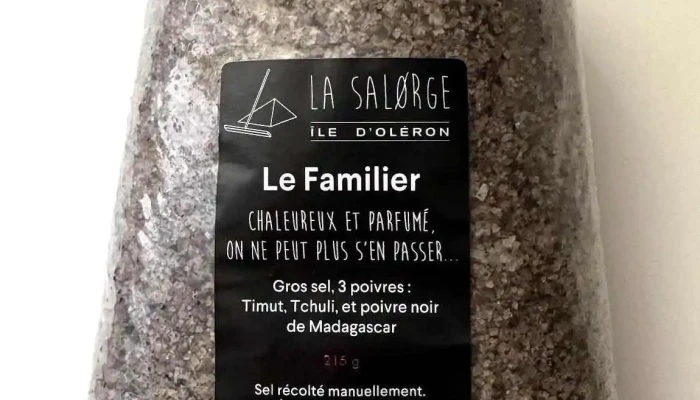 LA SALØRGE
ÎLE D'OLÉRON
Le Familier
CHALEUREUX ET PARFUMÉ,
ON NE PEUT PLUS S'EN PASSER...
Gros sel, 3 poivres :
Timut, Tchuli, et poivre noir
de Madagascar
215 g
Sel récolté manuellement.